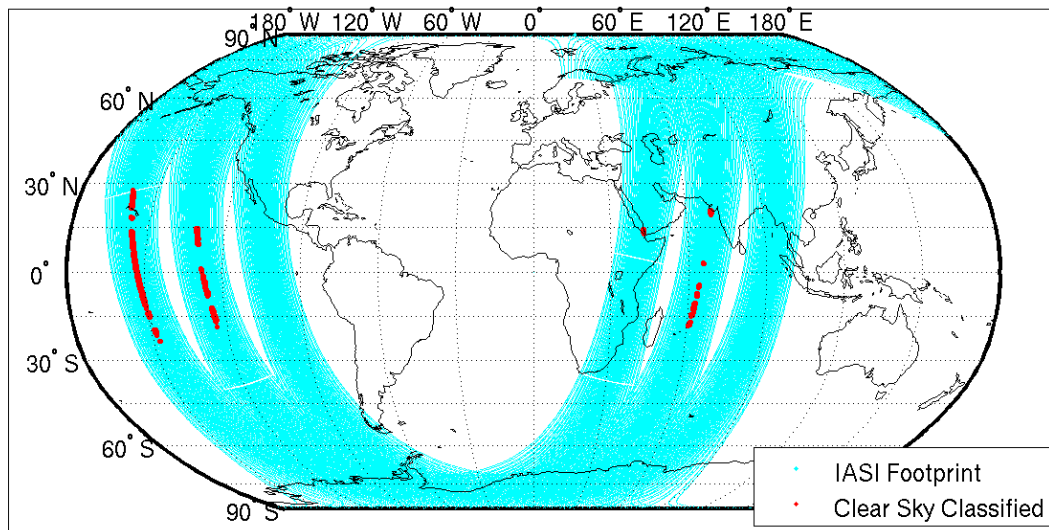 180° W 120° W 60° W 0° 60° E 120° E 180° E
90° N
60° N
30° N
0°
30° S
60° S
90° S
IASI Footprint
Clear Sky Classified